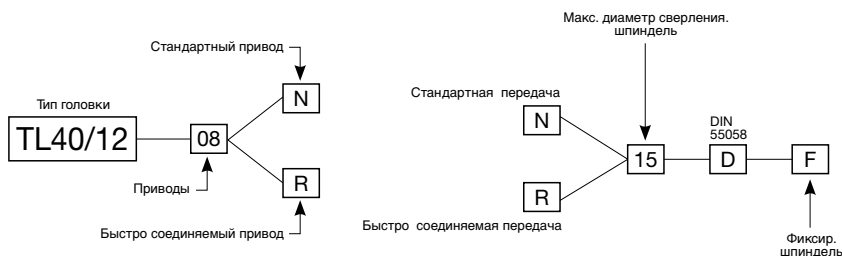 Стандартный привод
N
Тип головки
TL40/12
08
Приводы
R
Быстро соединяемый привод
Макс. диаметр сверления.
шпиндель
Стандартная передача
N
DIN
55058
15
D
F
R
Быстро соединяемая передача
Фиксир.
шпиндель